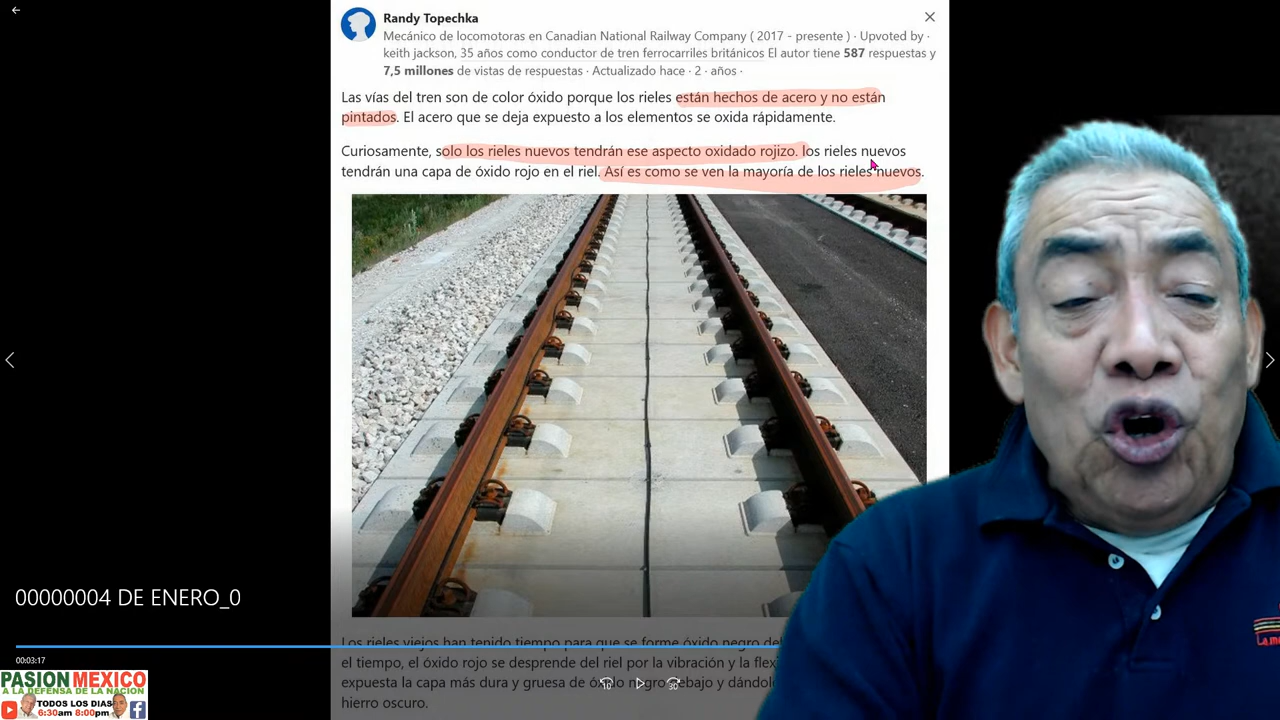 Randy Topechka
Mecánico de locomotoras en Canadian National Railway Company ( 2017 - presente ) · Upvoted by ·
keith jackson, 35 años como conductor de tren ferrocarriles británicos El autor tiene 587 respuestas y
7,5 millones de vistas de respuestas · Actualizado hace · 2 · años ·
Las vías del tren son de color óxido porque los rieles están hechos de acero y no están
pintados. El acero que se deja expuesto a los elementos se oxida rápidamente.
Curiosamente, solo los rieles nuevos tendrán ese aspecto oxidado rojizo. los rieles nuevos
tendrán una capa de óxido rojo en el riel. Así es como se ven la mayoría de los rieles nuevos.
00000004 DE ENERO_0
Los rieles viejos han tenido tiempo para que se forme óxido negro
el tiempo, el óxido rojo se desprende del riel por la vibración y la
expuesta la capa más dura y gruesa de óxido negro debajo y
hierro oscuro.
00:03:17
10
30
PASION MEXICO
A LA DEFENSA DE LA NACION
TODOS LOS DIAS
6:30am 8:00pm